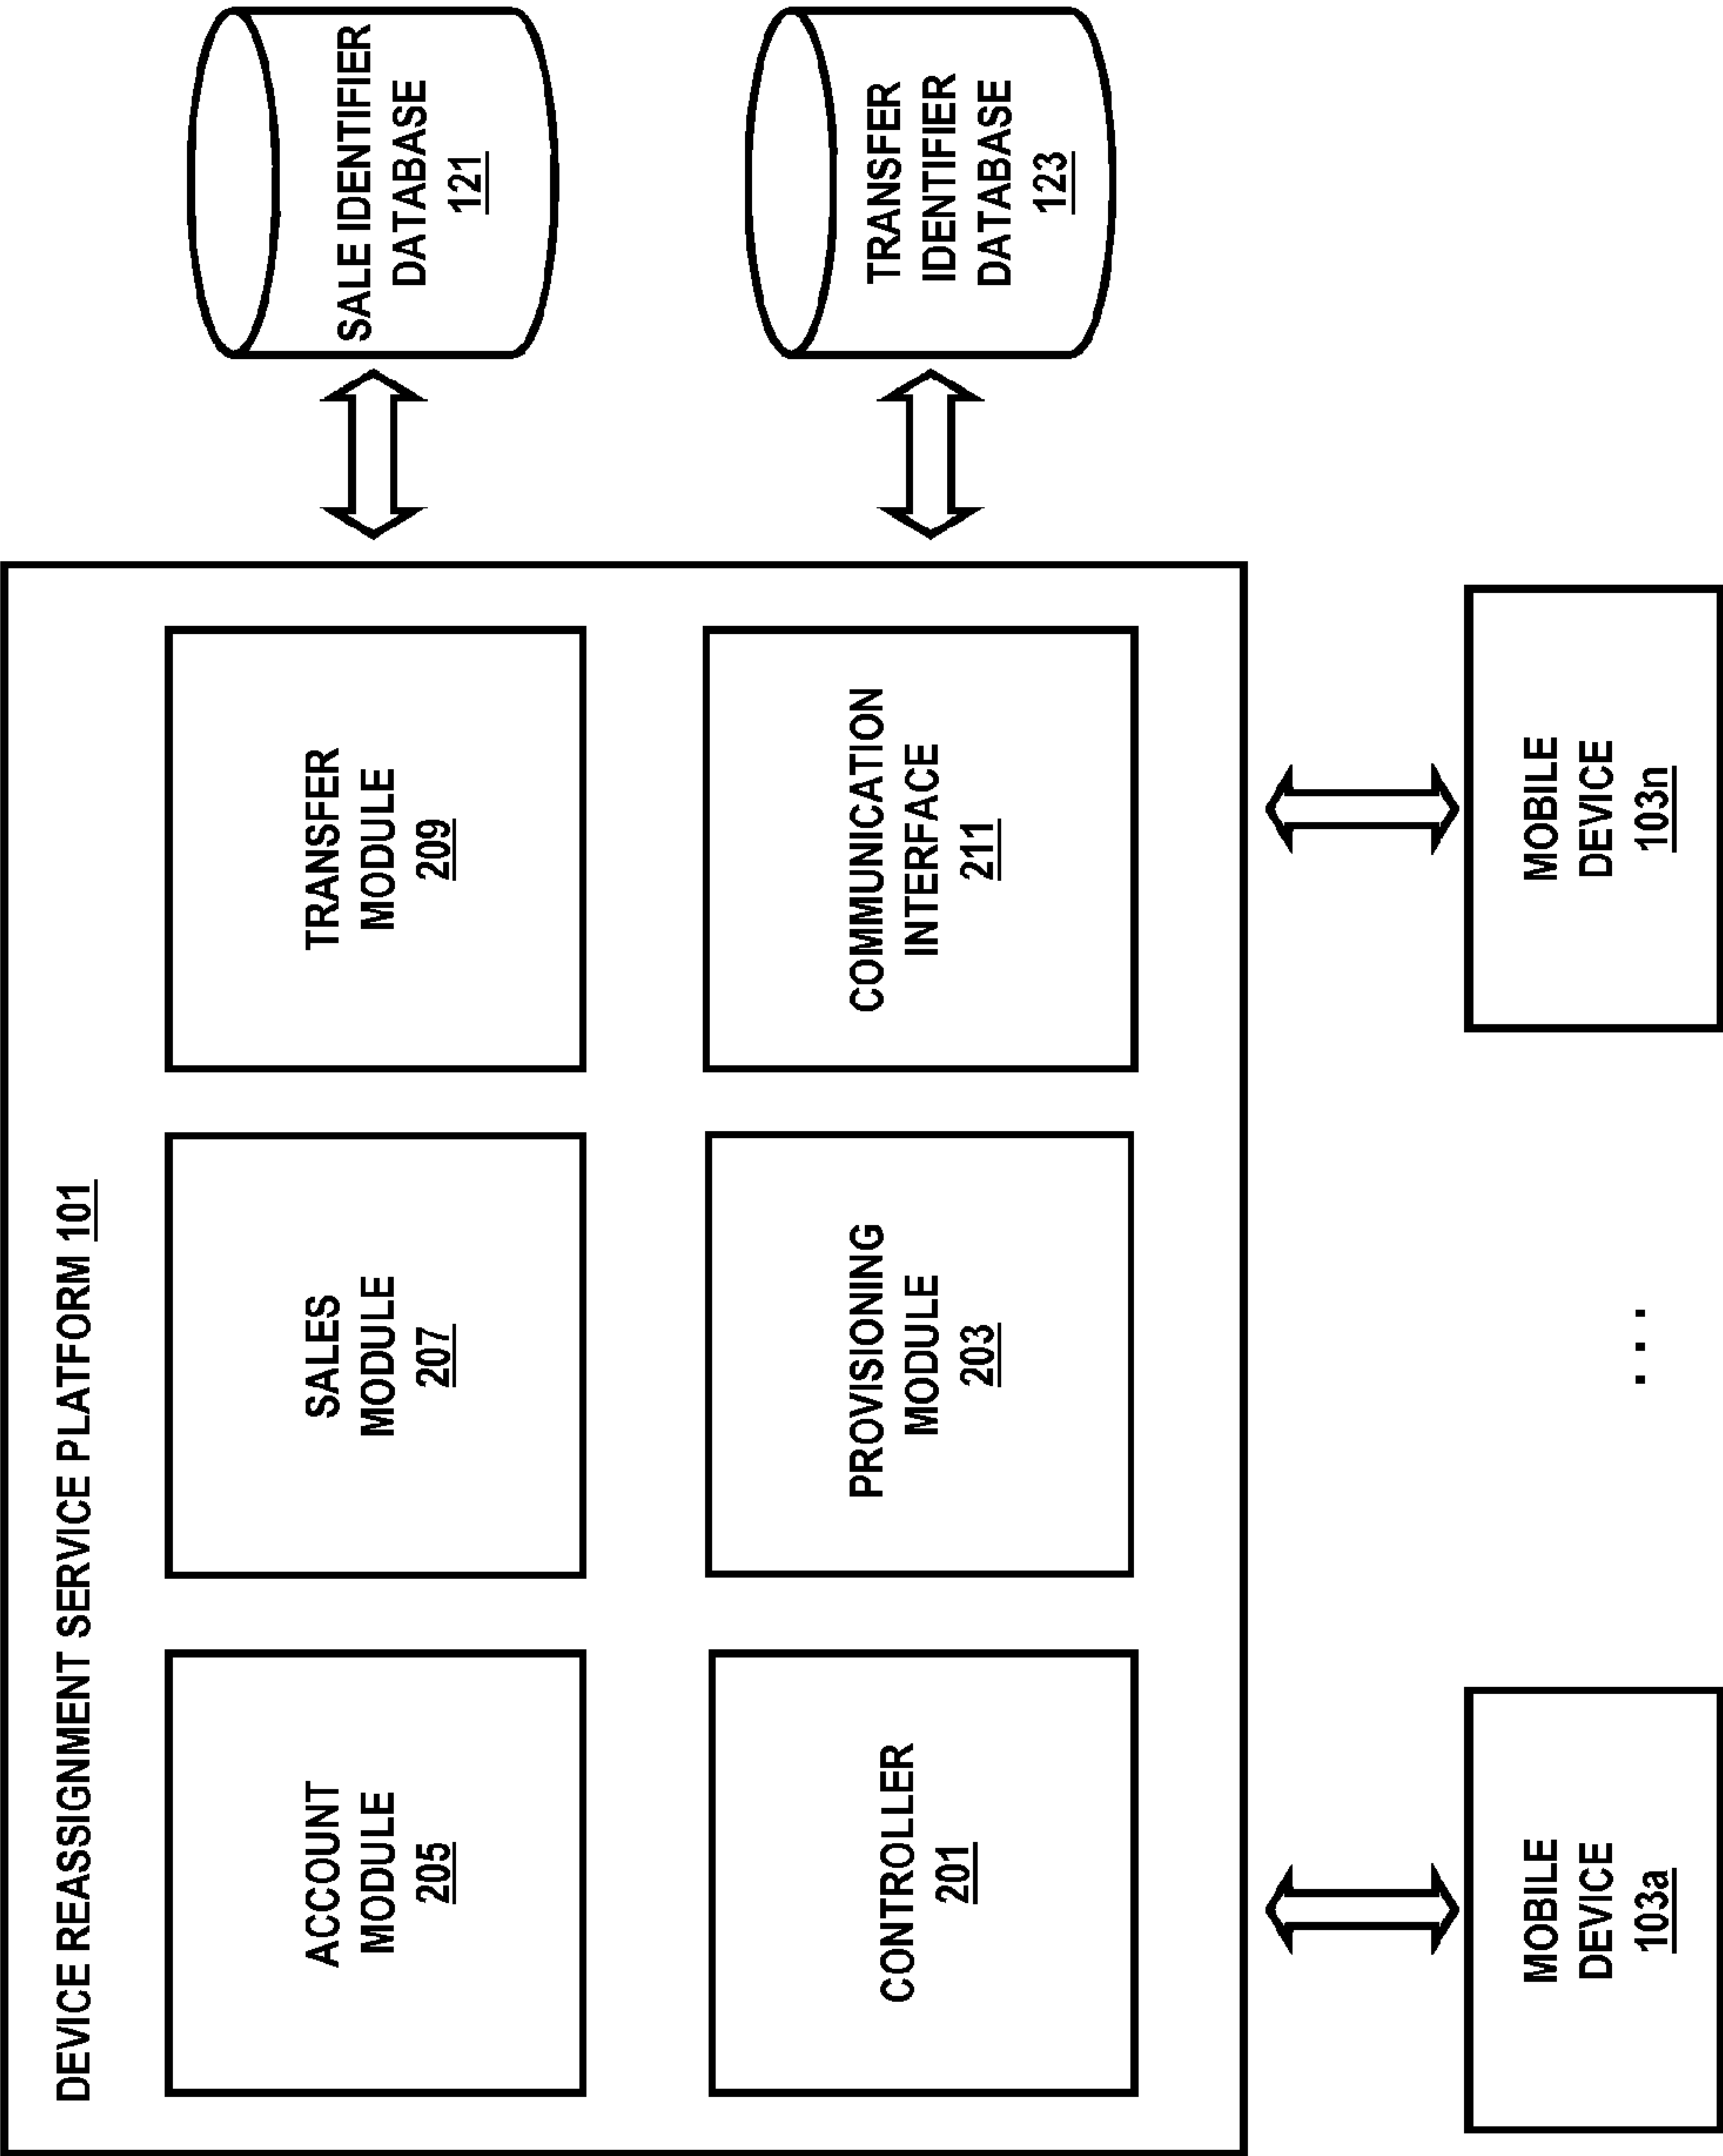 DEVICE REASSIGNMENT SERVICE PLATFORM 101
ACCOUNT
MODULE
205
SALES
MODULE
207
TRANSFER
MODULE
209
CONTROLLER
201
PROVISIONING
MODULE
203
COMMUNICATION
INTERFACE
211
SALE IDENTIFIER
DATABASE
121
TRANSFER
IDENTIFIER
DATABASE
123
MOBILE
DEVICE
103a
. . .
MOBILE
DEVICE
103n